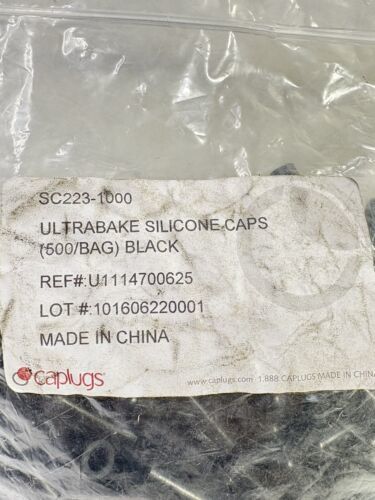 SC223-1000
ULTRABAKE SILICONE CAPS
(500/BAG) BLACK
REF#:U1114700625
LOT #:101606220001
MADE IN CHINA
caplugs®
www.caplugs.com 1.888 CAPLUGS MADE IN CHINA